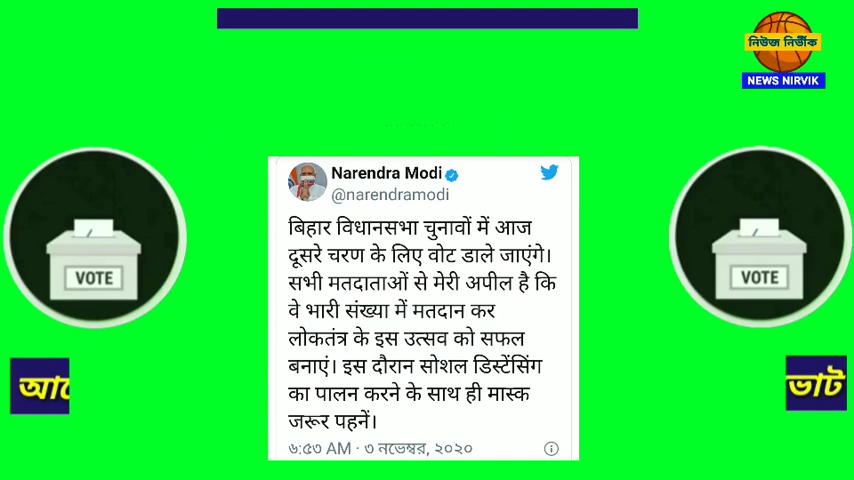 নিউজ নির্ভীক
NEWS NIRVIK
Narendra Modi
@narendramodi
बिहार विधानसभा चुनावों में आज
दूसरे चरण के लिए वोट डाले जाएंगे।
सभी मतदाताओं से मेरी अपील है कि
वे भारी संख्या में मतदान कर
लोकतंत्र के इस उत्सव को सफल
बनाएं। इस दौरान सोशल डिस्टेंसिंग
का पालन करने के साथ ही मास्क
जरूर पहनें।
৬:৫৩ AM · ৩ নভেম্বর, ২০২০
VOTE
VOTE
ভাট